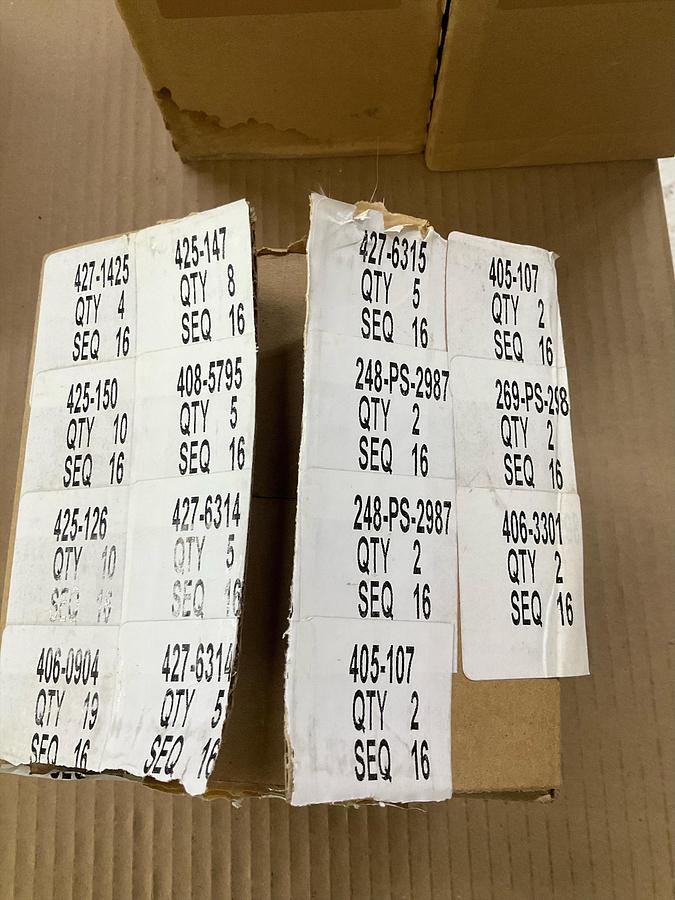 427-1425
QTY 4
SEQ 16
425-150
QTY 10
SEQ 16
425-126
QTY 10
SEQ 16
406-0904
QTY 19
SEQ 16
425-147
QTY 8
SEQ 16
408-5795
QTY 5
SEQ 16
427-6314
QTY 5
SEQ 16
427-6314
QTY 5
SEQ 16
427-6315
QTY 5
SEQ 16
248-PS-2987
QTY 2
SEQ 16
248-PS-2987
QTY 2
SEQ 16
405-107
QTY 2
SEQ 16
405-107
QTY 2
SEQ 16
269-PS-298
QTY 2
SEQ 16
406-3301
QTY 2
SEQ 16